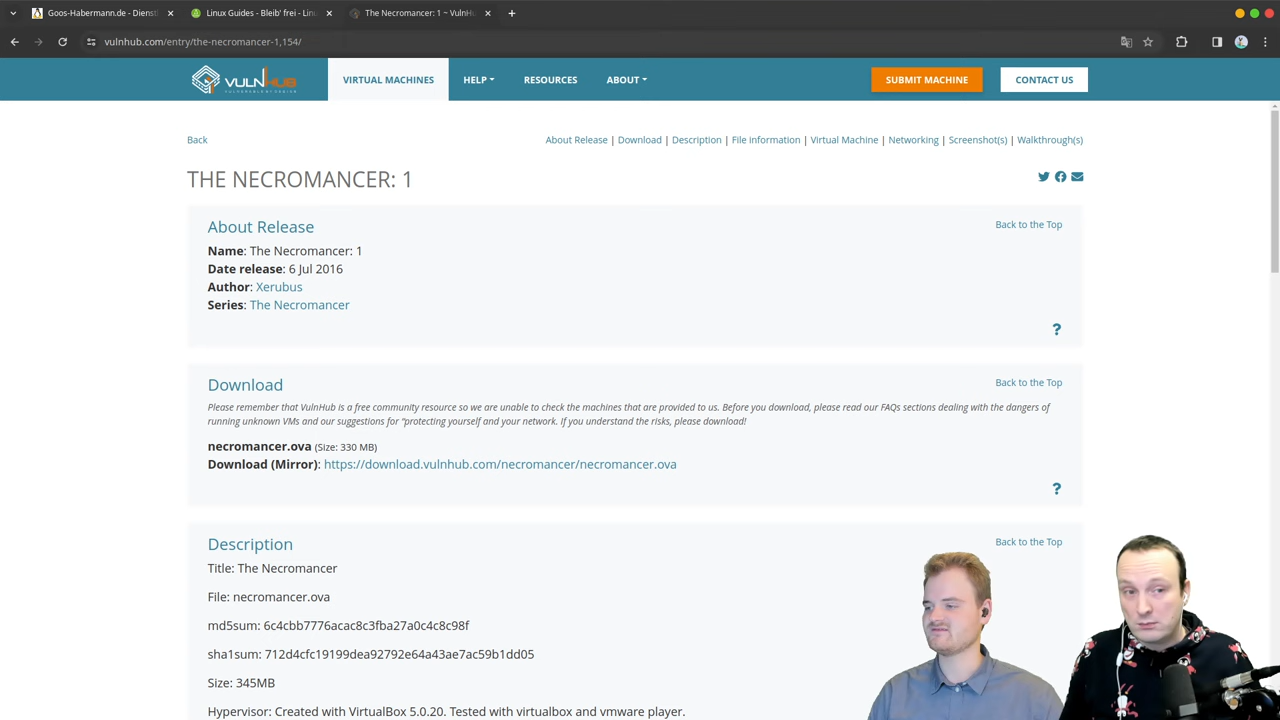 Goos-Habermann.de - Dienst
Goos-Habermann.de - Bleibn: Linu
The Necromancer: 1 ~ VulnHu
vulnhub.com/entry/the-necromancer-1,154/
VULNHUB
VIRTUAL MACHINES
HELP
RESOURCES
ABOUT
SUBMIT MACHINE
CONTACT US
Back
About Release | Download | Description | File information | Virtual Machine | Networking | Screenshot(s) | Walkthrough(s)
THE NECROMANCER: 1
About Release
Back to the Top
Name: The Necromancer: 1
Date release: 6 Jul 2016
Author: Xerubus
Series: The Necromancer
?
Download
Back to the Top
Please remember that VulnHub is a free community resource so we are unable to check the machines that are provided to us. Before you download, please read our FAQs sections dealing with the dangers of
running unknown VMs and our suggestions for "protecting yourself and your network. If you understand the risks, please download!
necromancer.ova (Size: 330 MB)
Download (Mirror): https://download.vulnhub.com/necromancer/necromancer.ova
?
Description
Back to the Top
Title: The Necromancer
File: necromancer.ova
md5sum: 6c4cbb7776acac8c3fba27a0c4c8c98f
sha1sum: 712d4cfc19199dea92792e64a43ae7ac59b1dd05
Size: 345MB
Hypervisor: Created with VirtualBox 5.0.20. Tested with virtualbox and vmware player.